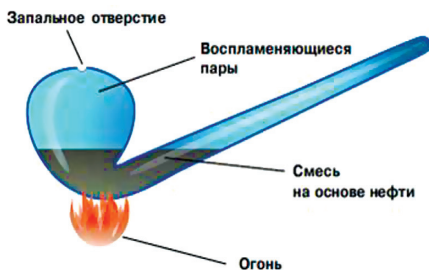 Запальное отверстие
Воспламеняющиеся
пары
Смесь
на основе нефти
Огонь